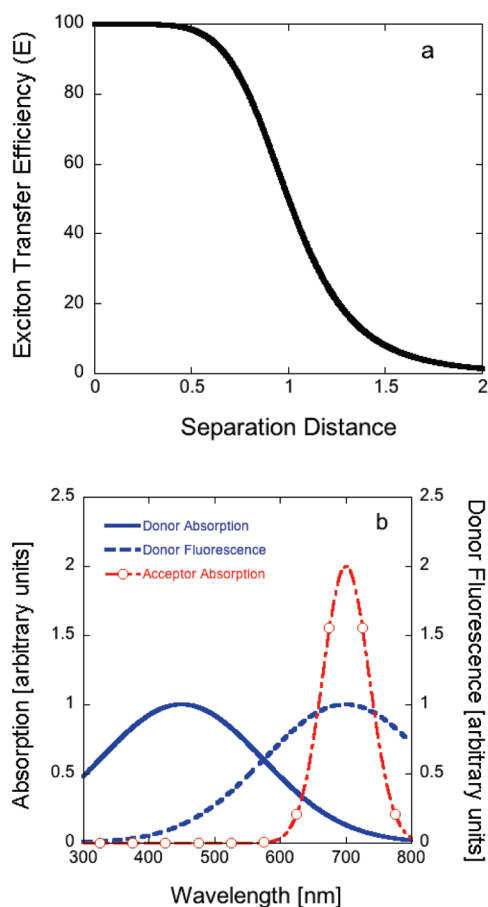 a
Exciton Transfer Efficiency (E)
100
80
60
40
20
0
0
0.5
1
1.5
2
Separation Distance
b
Donor Absorption
Donor Fluorescence
Acceptor Absorption
Absorption [arbitrary units]
2.5
2
1.5
1
0.5
0
2.5
2
1.5
1
0.5
0
Donor Fluorescence [arbitrary units]
300
400
500
600
700
800
Wavelength [nm]